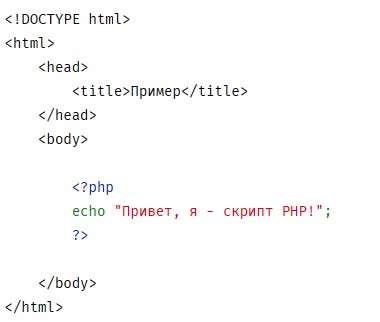 <!DOCTYPE html>
<html>
    <head>
        <title>Пример</title>
    </head>
    <body>

        <?php
        echo "Привет, я - скрипт PHP!";
        ?>

    </body>
</html>